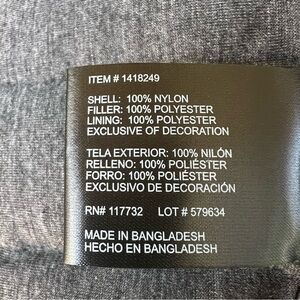 ITEM # 1418249
SHELL: 100% NYLON
FILLER: 100% POLYESTER
LINING: 100% POLYESTER
EXCLUSIVE OF DECORATION
TELA EXTERIOR: 100% NILÓN
RELLENO: 100% POLIÉSTER
FORRO: 100% POLIÉSTER
EXCLUSIVO DE DECORACIÓN
RN# 117732 LOT # 579634
MADE IN BANGLADESH
HECHO EN BANGLADESH